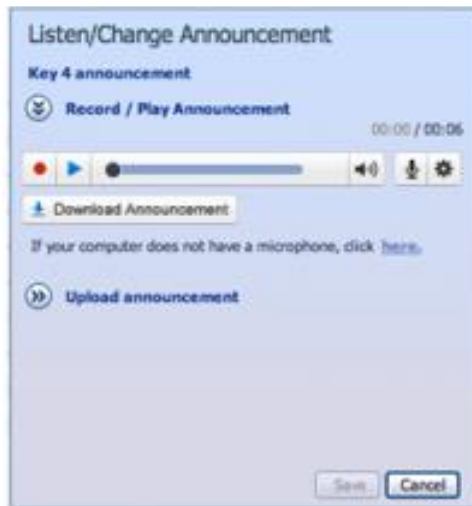 Listen/Change Announcement
Key 4 announcement
Record / Play Announcement
00:00 / 00:06
Download Announcement
If your computer does not have a microphone, click here.
Upload announcement
Save Cancel